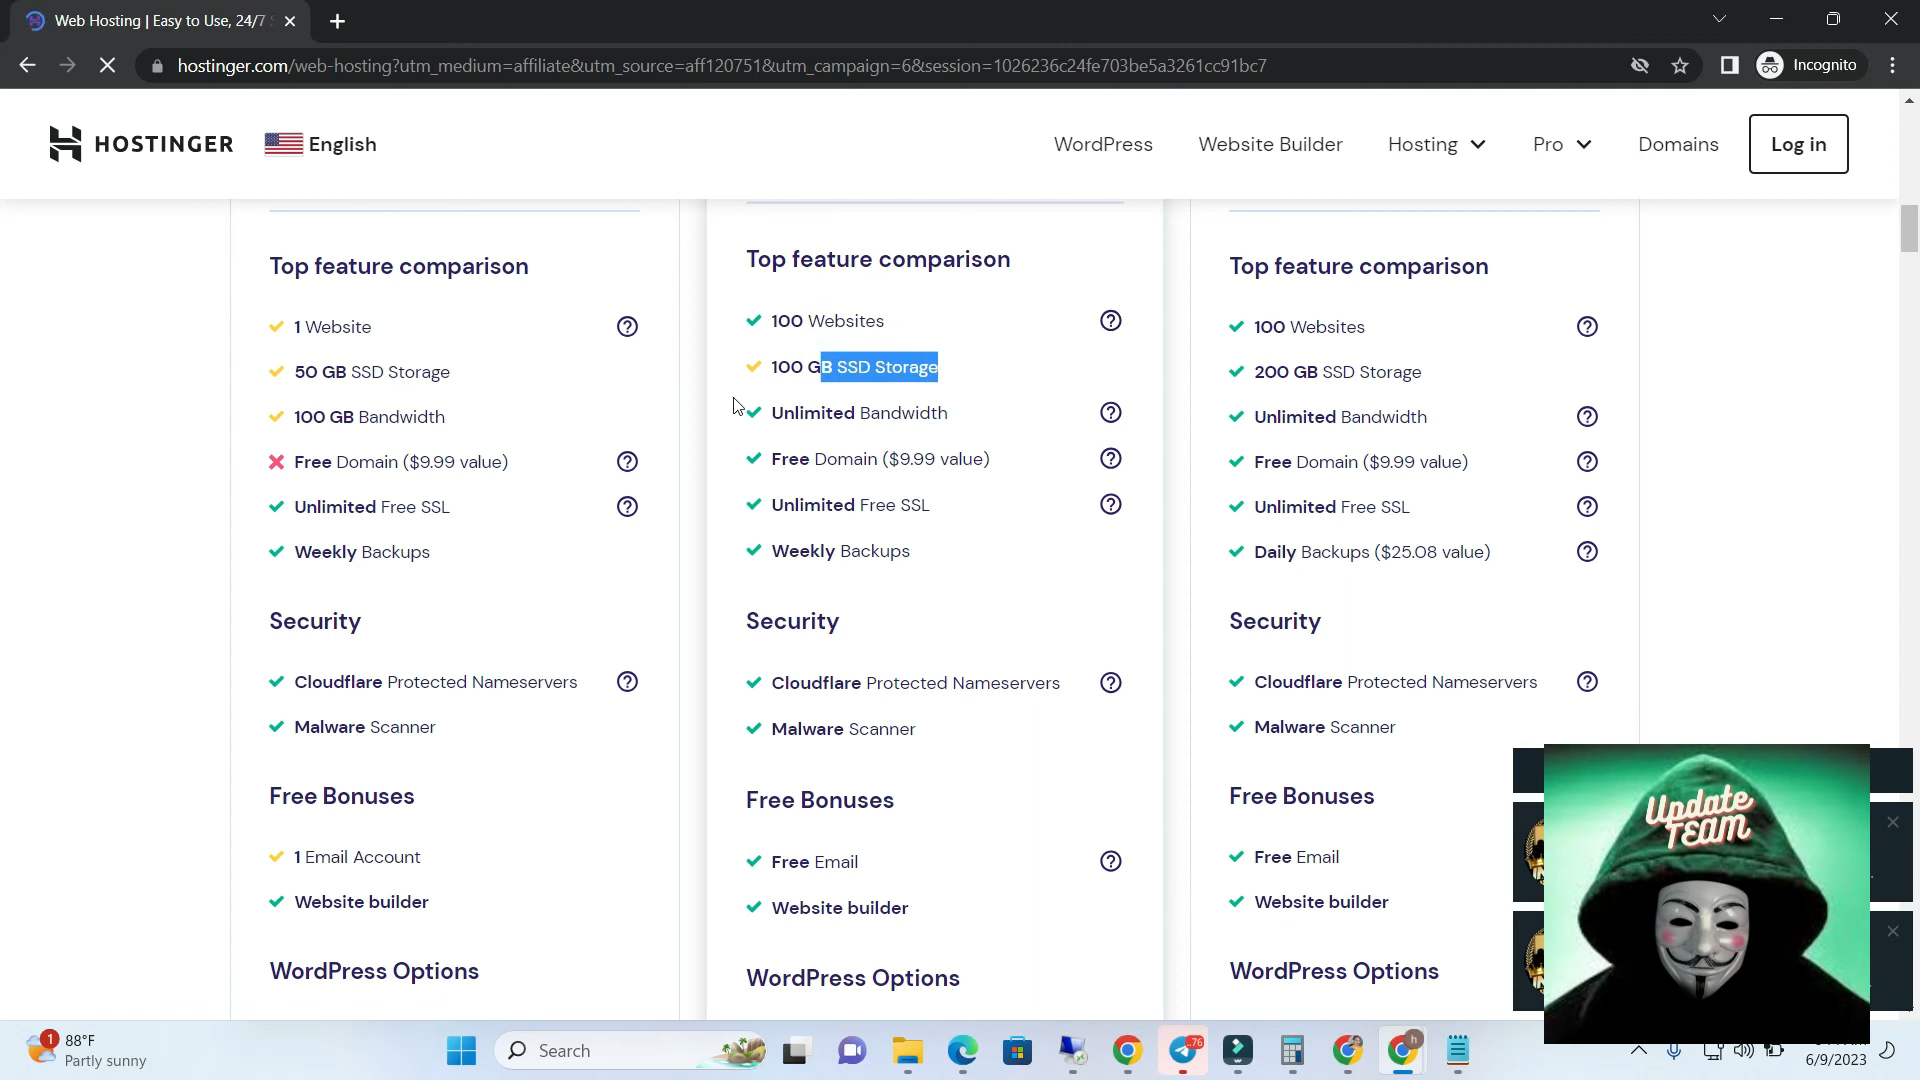 Web Hosting | Easy to Use, 24/7
hostinger.com/web-hosting?utm_medium=affiliate&utm_source=aff120751&utm_campaign=6&session=1026236c24fe703be5a3261cc91bc7
Incognito
HOSTINGER
English
WordPress
Website Builder
Hosting
Pro
Domains
Log in
Top feature comparison
1 Website
50 GB SSD Storage
100 GB Bandwidth
Free Domain ($9.99 value)
Unlimited Free SSL
Weekly Backups
Security
Cloudflare Protected Nameservers
Malware Scanner
Free Bonuses
1 Email Account
Website builder
WordPress Options
Top feature comparison
100 Websites
100 GB SSD Storage
Unlimited Bandwidth
Free Domain ($9.99 value)
Unlimited Free SSL
Weekly Backups
Security
Cloudflare Protected Nameservers
Malware Scanner
Free Bonuses
Free Email
Website builder
WordPress Options
Top feature comparison
100 Websites
200 GB SSD Storage
Unlimited Bandwidth
Free Domain ($9.99 value)
Unlimited Free SSL
Daily Backups ($25.08 value)
Security
Cloudflare Protected Nameservers
Malware Scanner
Free Bonuses
Free Email
Website builder
WordPress Options
Update
TEAM
1
88°F
Partly sunny
Search
76
h
6/9/2023